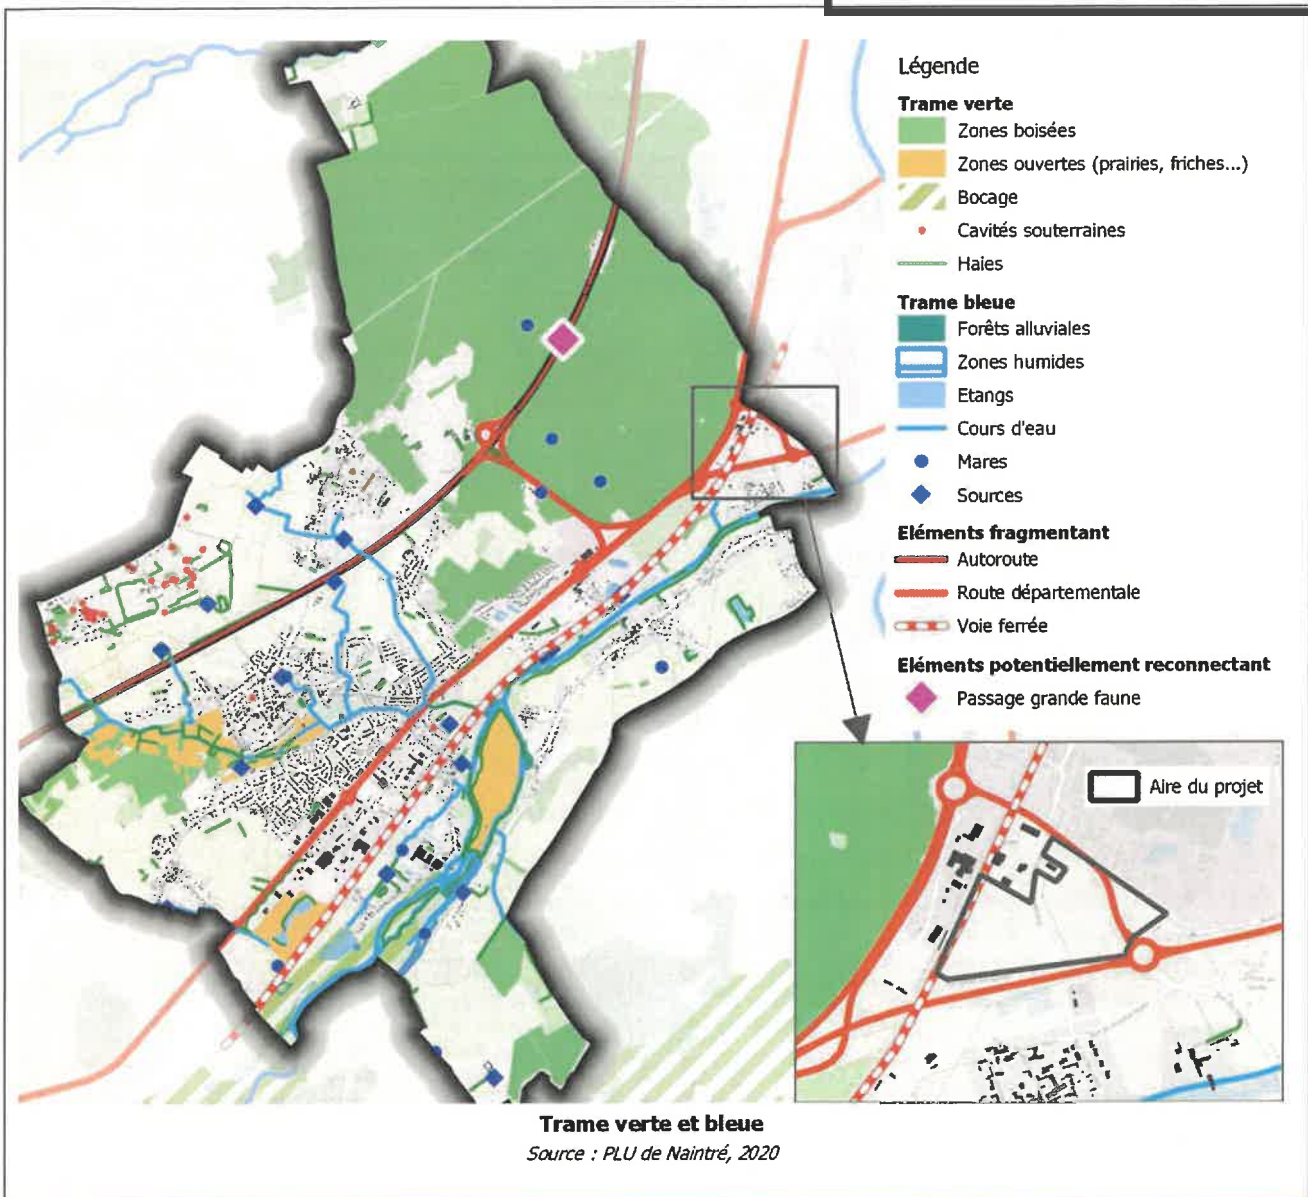 Légende
Trame verte
Zones boisées
Zones ouvertes (prairies, friches...)
Bocage
Cavités souterraines
Haies
Trame bleue
Forêts alluviales
Zones humides
Etangs
Cours d'eau
Mares
Sources
Eléments fragmentant
Autoroute
Route départementale
Voie ferrée
Eléments potentiellement reconnectant
Passage grande faune
Aire du projet
Trame verte et bleue
Source : PLU de Naintré, 2020